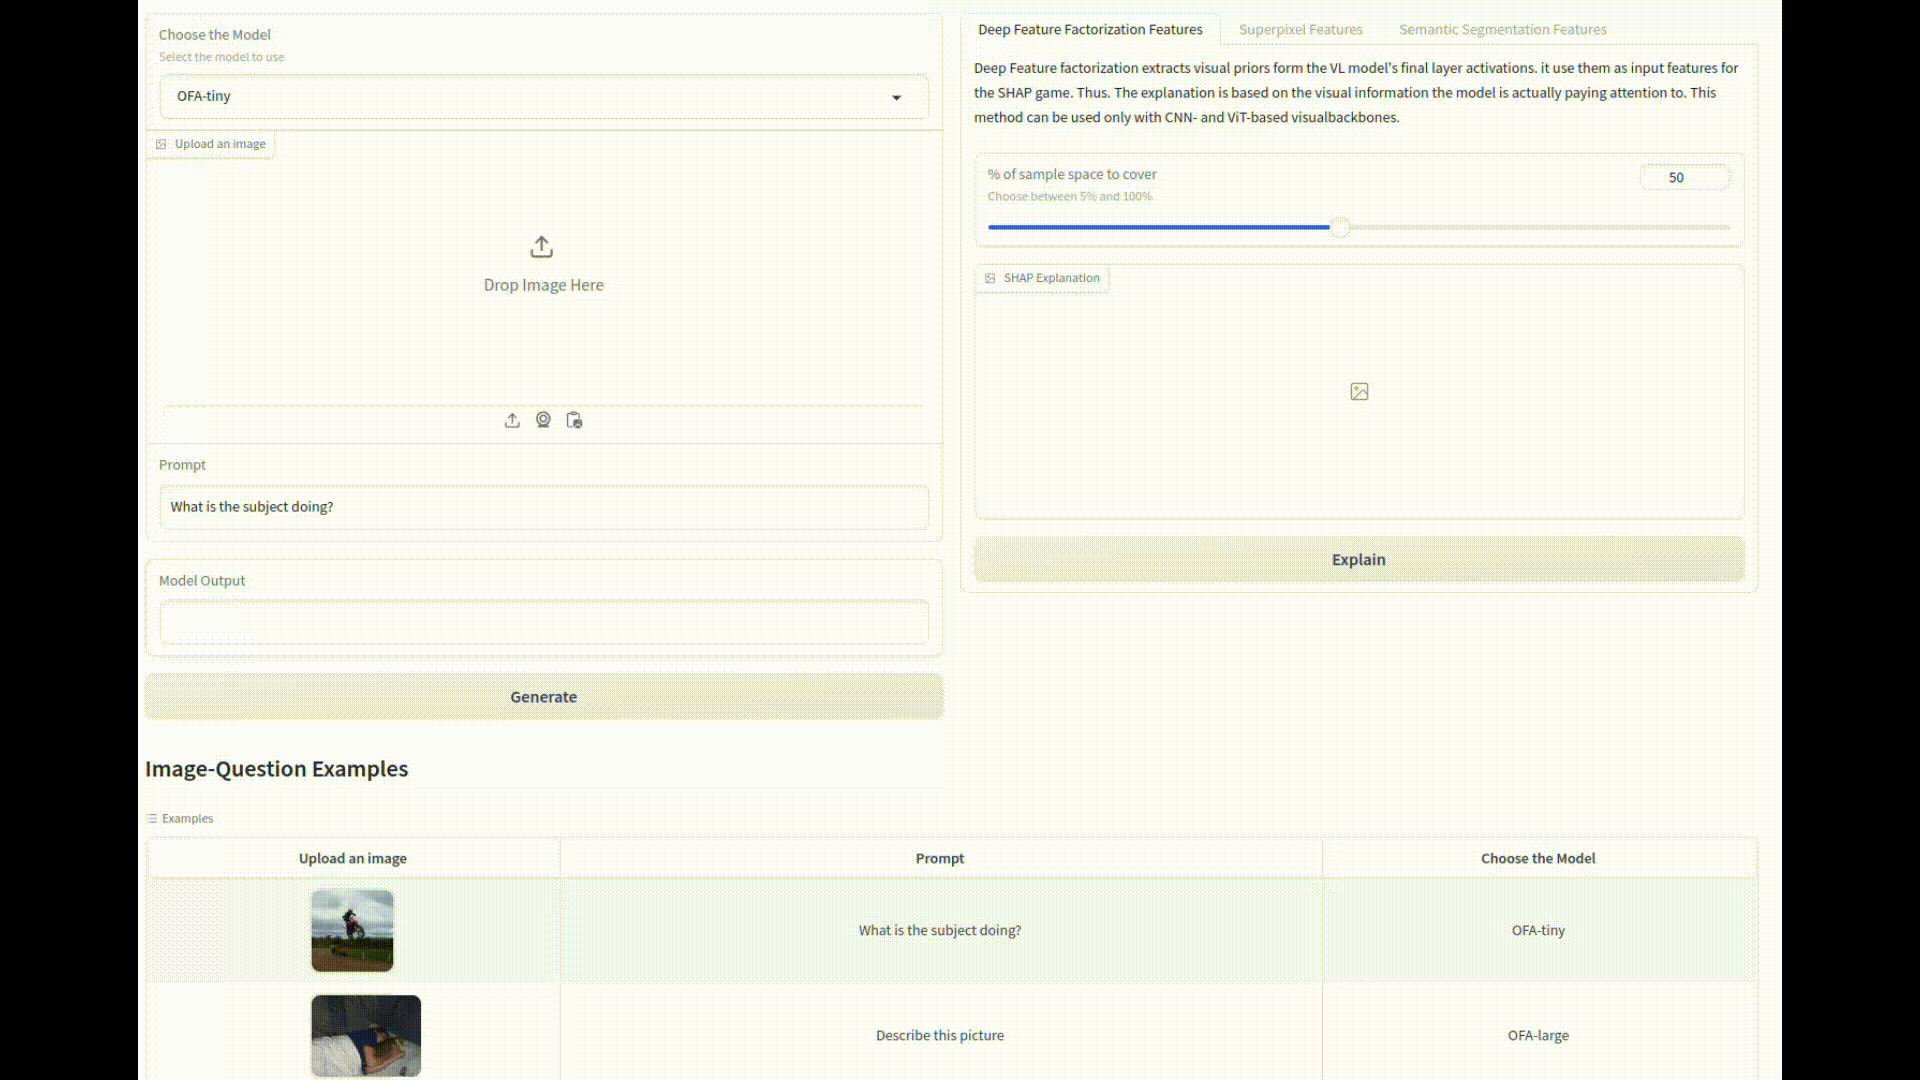 Choose the Model
Select the model to use
OFA-tiny
Upload an image
Drop Image Here
Prompt
What is the subject doing?
Model Output
Generate
Deep Feature Factorization Features
Superpixel Features
Semantic Segmentation Features
Deep Feature factorization extracts visual priors form the VL model's final layer activations. it use them as input features for
the SHAP game. Thus. The explanation is based on the visual information the model is actually paying attention to. This
method can be used only with CNN- and ViT-based visualbackbones.
% of sample space to cover
50
Choose between 5% and 100%
SHAP Explanation
Explain
Image-Question Examples
Examples
Upload an image
Prompt
Choose the Model
What is the subject doing?
OFA-tiny
Describe this picture
OFA-large